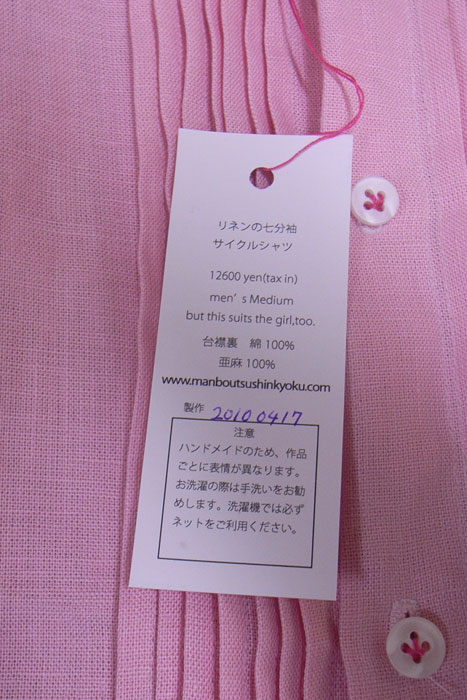 リネンの七分袖
サイクルシャツ
12600 yen(tax in)
men's Medium
but this suits the girl,too.
台襟裏 綿 100%
亜麻 100%
www.manboutsushinkyoku.com
製作 20100417
注意
ハンドメイドのため、作品
ごとに表情が異なります。
お洗濯の際は手洗いをお勧
めします。洗濯機では必ず
ネットをご利用ください。